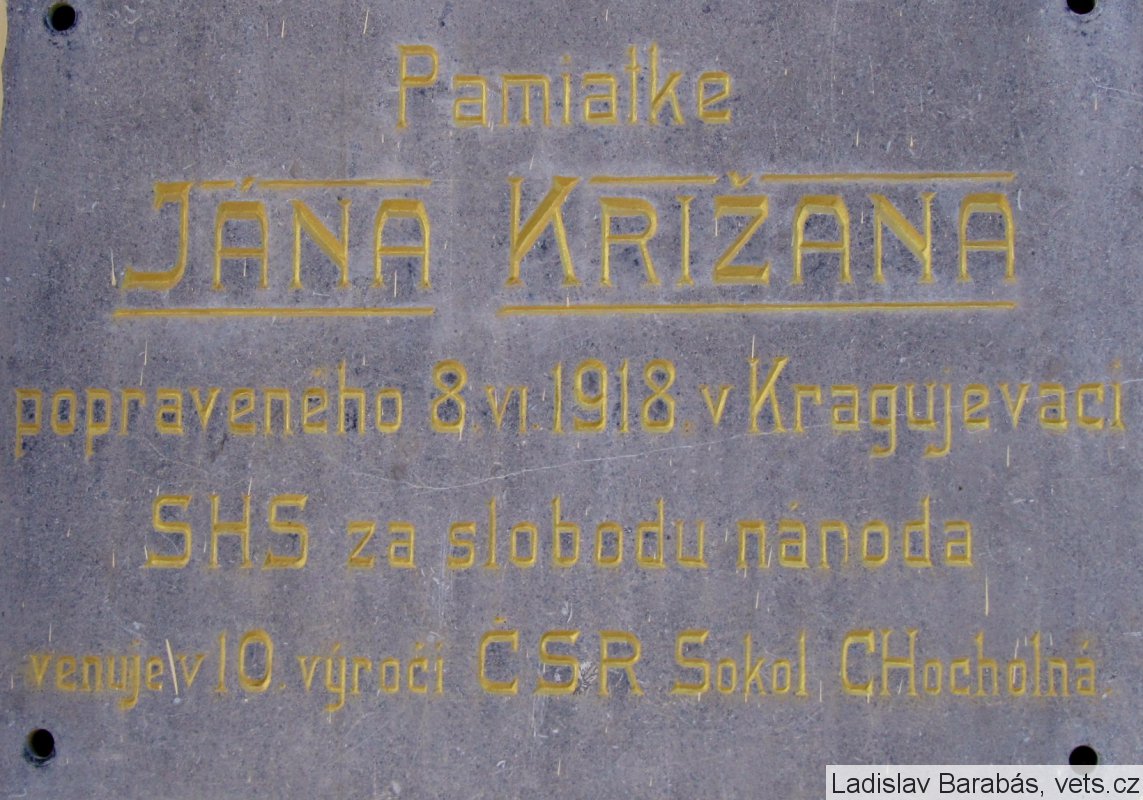 Pamiatke
JÁNA KRIŽANA
popraveného 8.VI.1918. v Kragujevaci
SHS za slobodu národa
venuje v 10. výročí ČSR Sokol CHocholná.
Ladislav Barabás, vets.cz